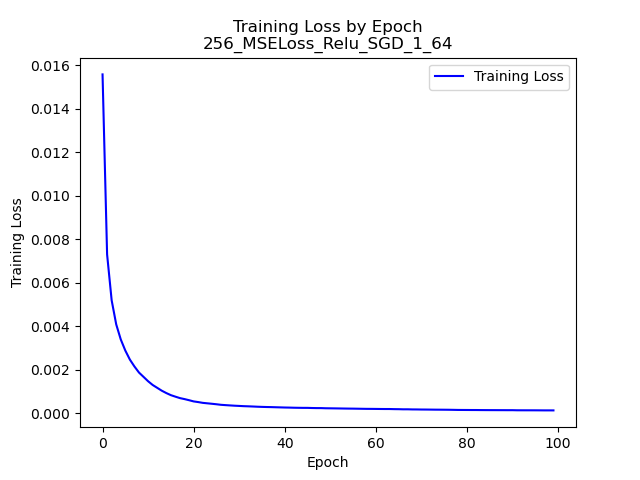 Training Loss by Epoch
256_MSELoss_Relu_SGD_1_64
Training Loss
0.016
0.014
0.012
0.010
0.008
0.006
0.004
0.002
0.000
Training Loss
0 20 40 60 80 100
Epoch